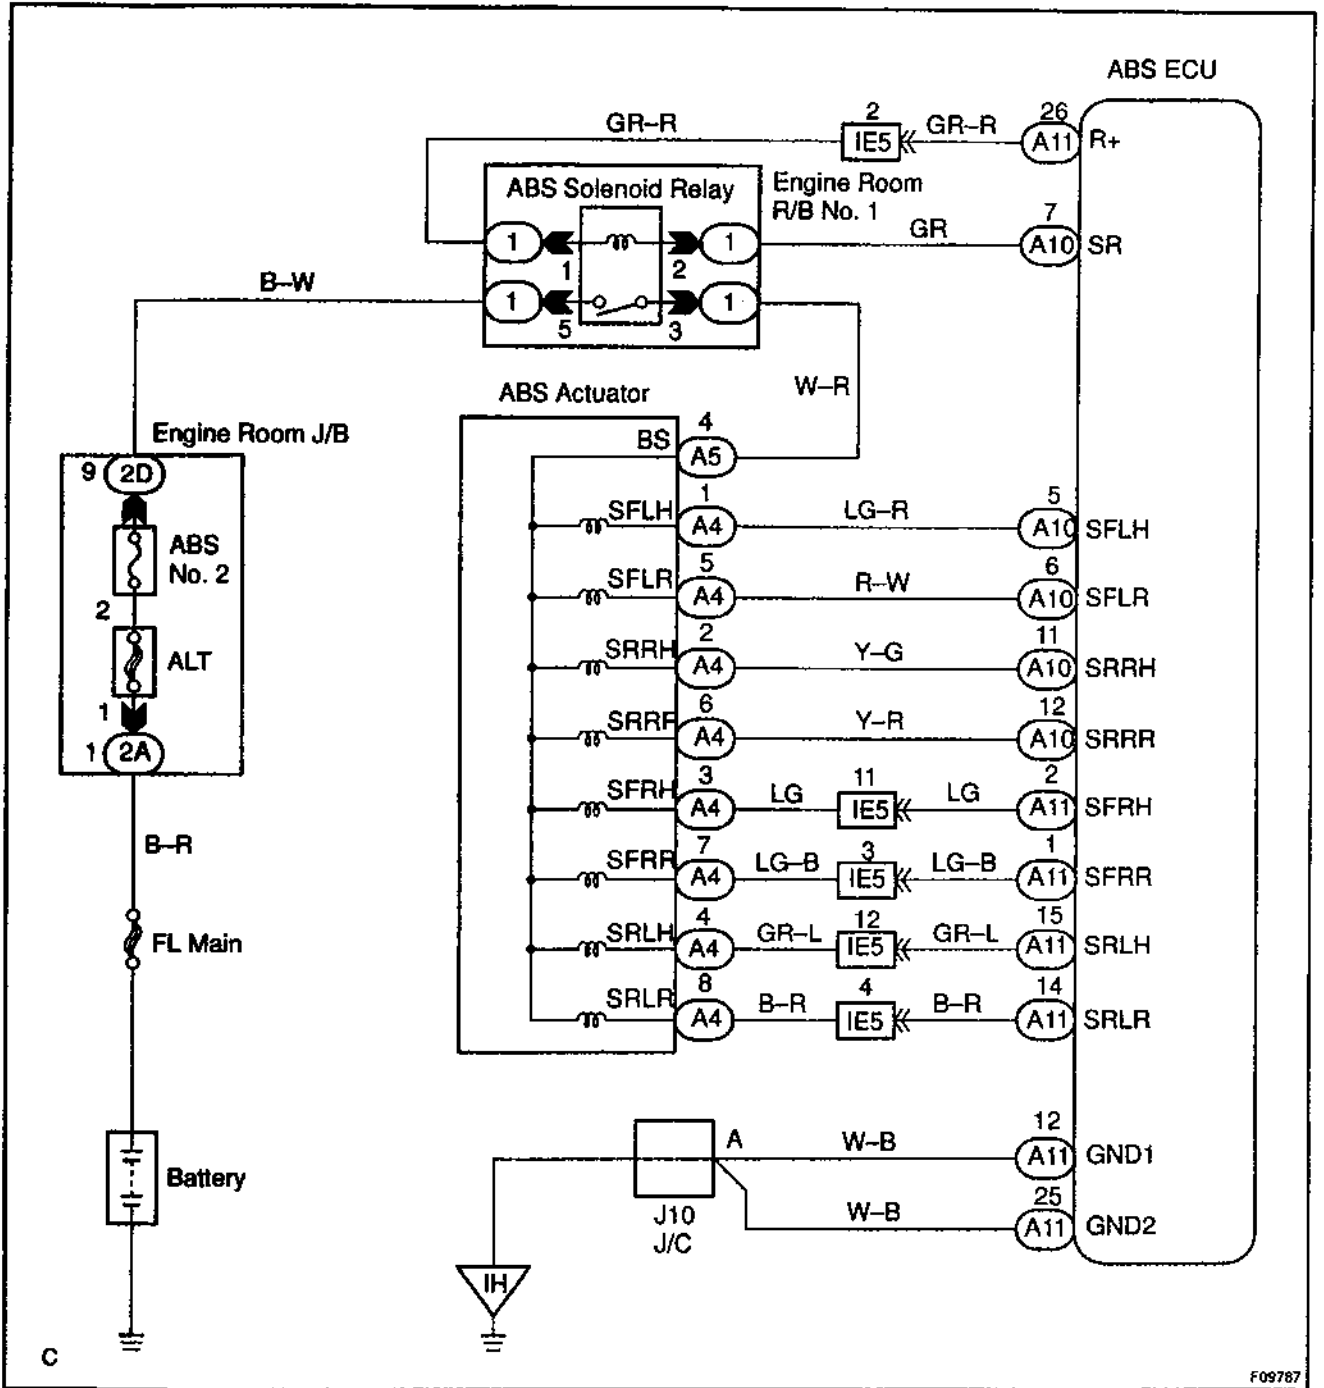 ABS ECU
GR–R
2
IE5
GR–R
26
A11
R+
ABS Solenoid Relay
Engine Room
R/B No. 1
1
1
2
1
GR
7
A10
SR
B–W
1
5
3
1
W–R
ABS Actuator
Engine Room J/B
9
2D
ABS
No. 2
2
ALT
1
1
2A
B–R
FL Main
Battery
BS
4
A5
SFLH
1
A4
LG–R
5
A10
SFLH
SFLR
5
A4
R–W
6
A10
SFLR
SRRH
2
A4
Y–G
11
A10
SRRH
SRRF
6
A4
Y–R
12
A10
SRRR
SFRH
3
A4
LG
11
IE5
LG
2
A11
SFRH
SFRR
7
A4
LG–B
3
IE5
LG–B
1
A11
SFRR
SRLH
4
A4
GR–L
12
IE5
GR–L
15
A11
SRLH
SRLR
8
A4
B–R
4
IE5
B–R
14
A11
SRLR
A
W–B
12
A11
GND1
J10
J/C
W–B
25
A11
GND2
IH
C
F09787